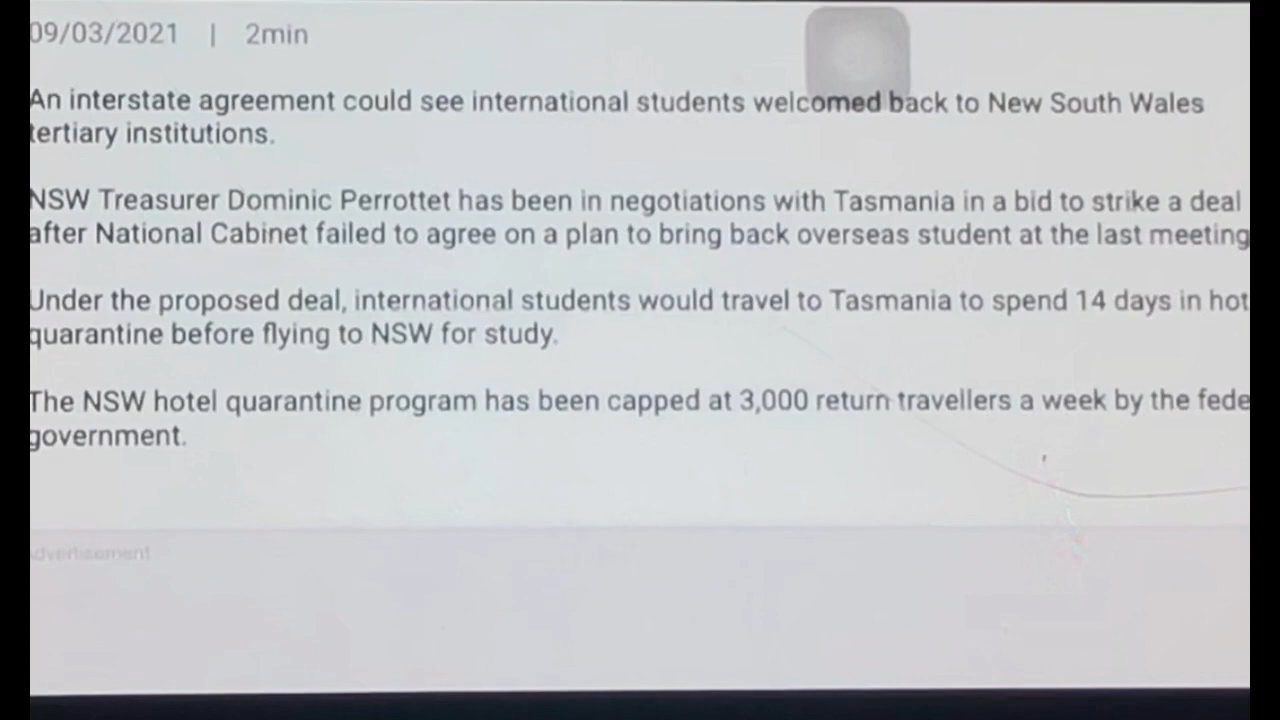 09/03/2021 | 2min
An interstate agreement could see international students welcomed back to New South Wales
tertiary institutions.
NSW Treasurer Dominic Perrottet has been in negotiations with Tasmania in a bid to strike a deal
after National Cabinet failed to agree on a plan to bring back overseas student at the last meeting
Under the proposed deal, international students would travel to Tasmania to spend 14 days in hot
quarantine before flying to NSW for study.
The NSW hotel quarantine program has been capped at 3,000 return travellers a week by the fede
government.
dvertisement